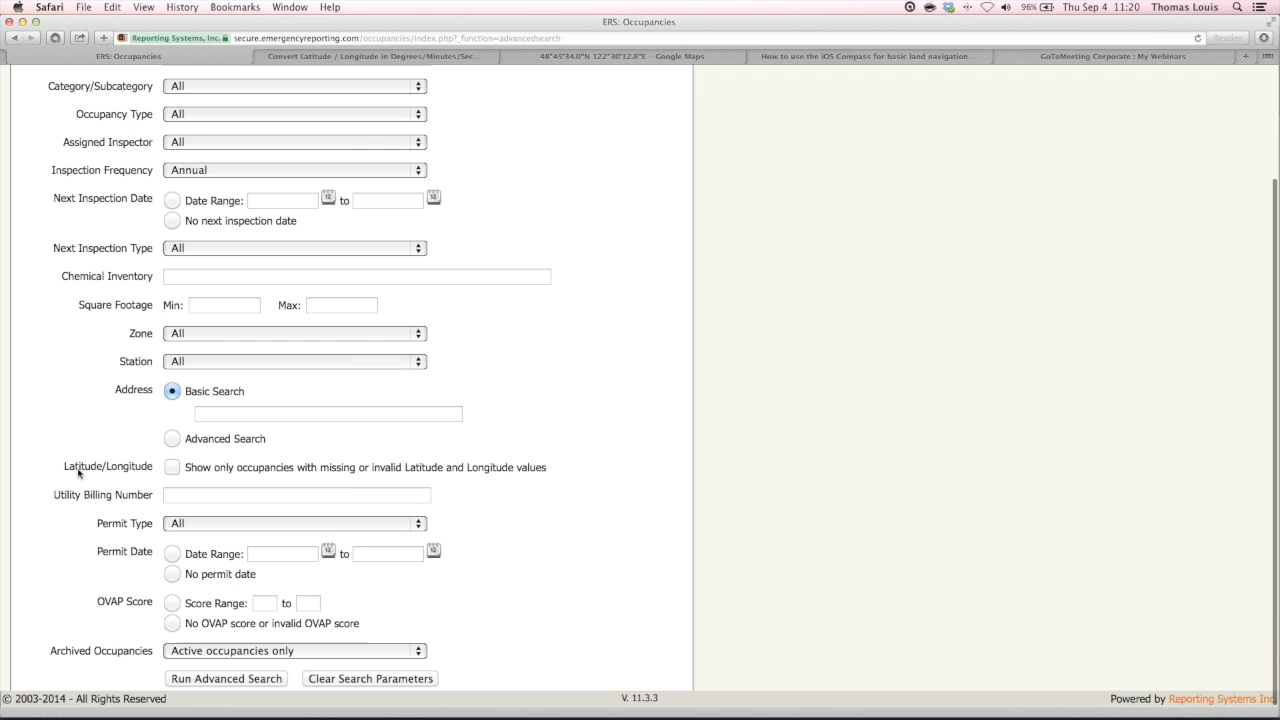 Safari File Edit View History Bookmarks Window Help 96% Thu Sep 4 11:20 Thomas Louis
ERS: Occupancies
Reporting Systems, Inc. secure.emergencyreporting.com/occupancies/index.php?_function=advancedsearch Reader
ERS: Occupancies Convert Latitude / Longitude in Degrees/Minutes/Sec... 48°45'34.0"N 122°30'12.8"E - Google Maps How to use the iOS Compass for basic land navigation... GoToMeeting Corporate : My Webinars
Category/Subcategory All
Occupancy Type All
Assigned Inspector All
Inspection Frequency Annual
Next Inspection Date Date Range: 12 to 12
No next inspection date
Next Inspection Type All
Chemical Inventory
Square Footage Min: Max:
Zone All
Station All
Address Basic Search
Advanced Search
Latitude/Longitude Show only occupancies with missing or invalid Latitude and Longitude values
Utility Billing Number
Permit Type All
Permit Date Date Range: 12 to 12
No permit date
OVAP Score Score Range: to
No OVAP score or invalid OVAP score
Archived Occupancies Active occupancies only
Run Advanced Search Clear Search Parameters
© 2003-2014 - All Rights Reserved V. 11.3.3 Powered by Reporting Systems Inc.